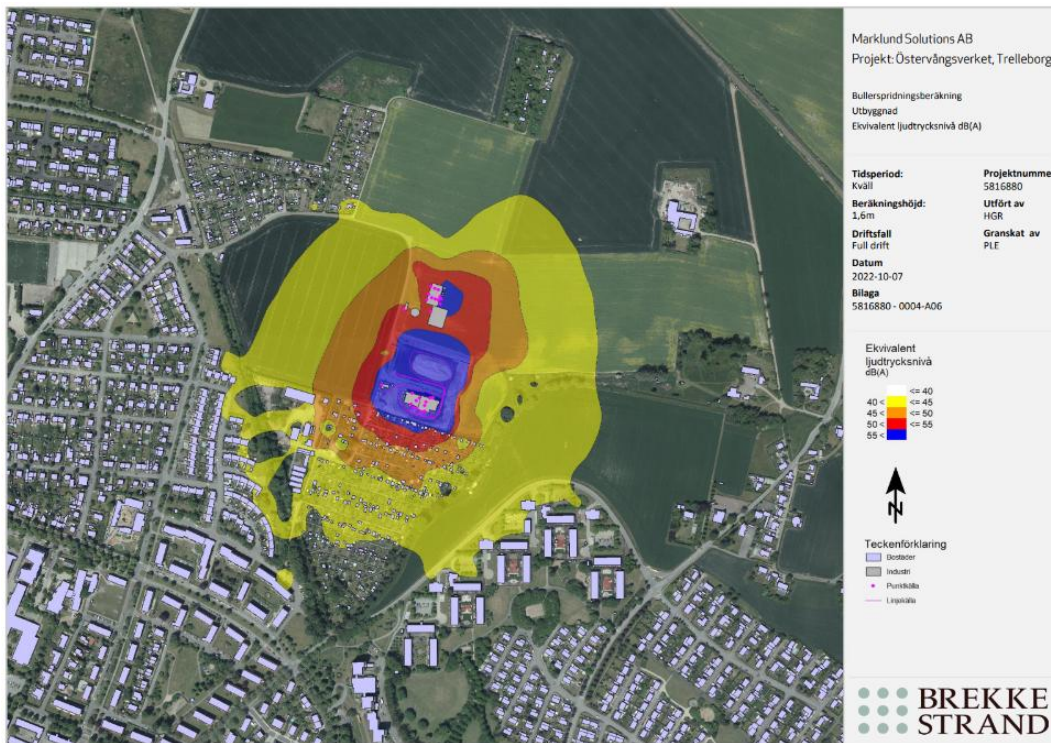 Marklund Solutions AB
Projekt: Östervångsverket, Trelleborg
Bullerspridningsberäkning
Utbyggnad
Ekvivalent ljudtrycksnivå dB(A)
Tidsperiod: Projektnumme
Kväll 5816880
Beräkningshöjd: Utfört av
1,6m HGR
Driftsfall Granskat av
Full drift PLE
Datum
2022-10-07
Bilaga
5816880 - 0004-A06
Ekvivalent
ljudtrycksnivå
dB(A)
<= 40
40 < <= 45
45 < <= 50
50 < <= 55
55 <
N
Teckenförklaring
Bostäder
Industri
Punktkälla
Linjekälla
BREKKE
STRAND